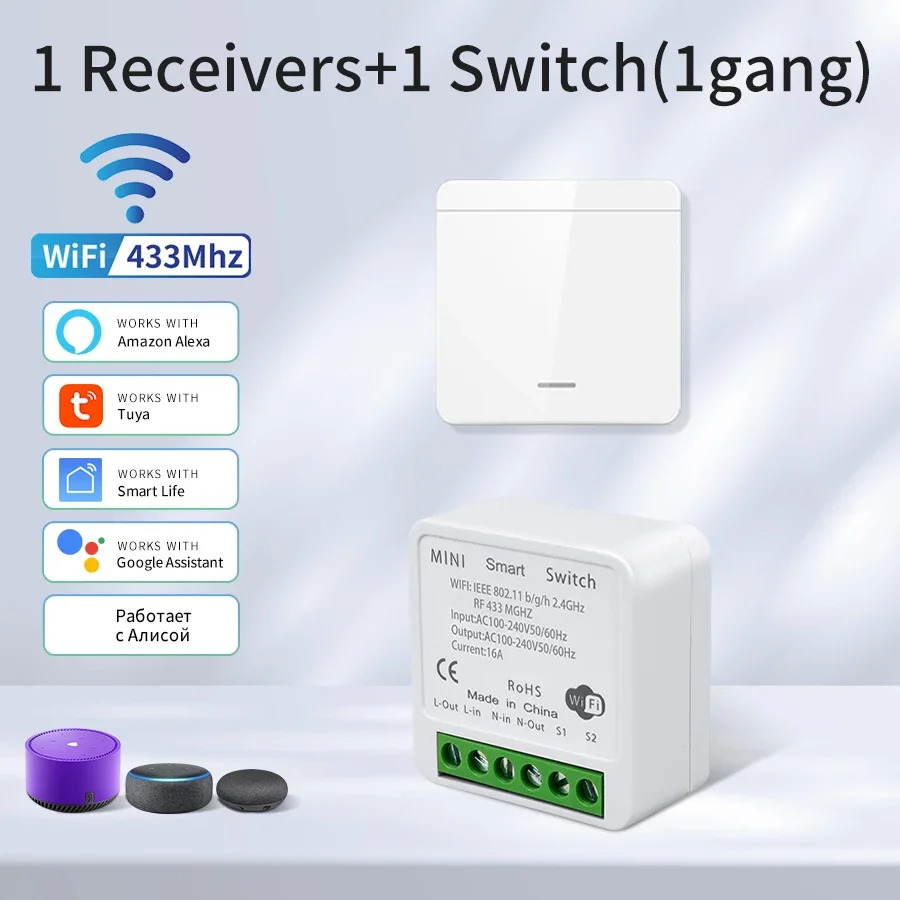 1 Receivers+1 Switch(1gang)
WiFi 433Mhz
WORKS WITH
Amazon Alexa
WORKS WITH
Tuya
WORKS WITH
Smart Life
WORKS WITH
Google Assistant
Работает
с Алисой
MINI Smart Switch
WIFI: IEEE 802.11 b/g/h 2.4GHz
RF 433 MGHZ
Input:AC100-240V50/60Hz
Output:AC100-240V50/60Hz
Current:16A
CE RoHS
Made in China WiFi
L-Out L-in N-in N-Out S1 S2